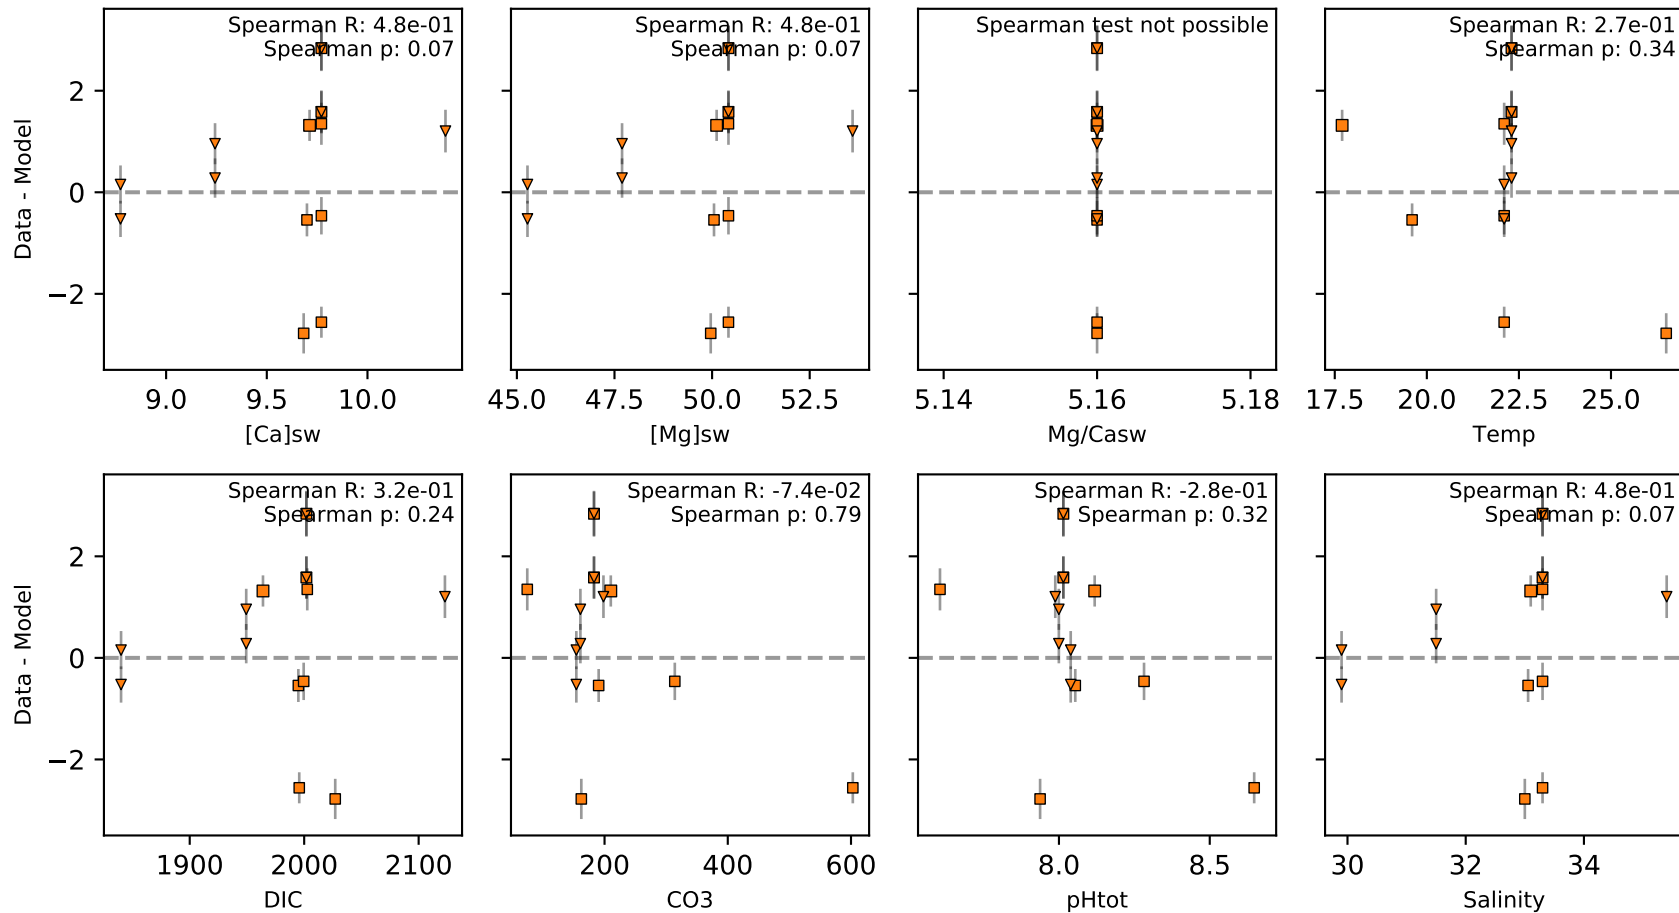 Spearman R: 4.8e-01
Spearman p: 0.07
Data - Model
2
0
−2
9.0
9.5
10.0
[Ca]sw
Spearman R: 4.8e-01
Spearman p: 0.07
45.0
47.5
50.0
52.5
[Mg]sw
Spearman test not possible
5.14
5.16
5.18
Mg/Casw
Spearman R: 2.7e-01
Spearman p: 0.34
17.5
20.0
22.5
25.0
Temp
Spearman R: 3.2e-01
Spearman p: 0.24
Data - Model
2
0
−2
1900
2000
2100
DIC
Spearman R: -7.4e-02
Spearman p: 0.79
200
400
600
CO3
Spearman R: -2.8e-01
Spearman p: 0.32
8.0
8.5
pHtot
Spearman R: 4.8e-01
Spearman p: 0.07
30
32
34
Salinity